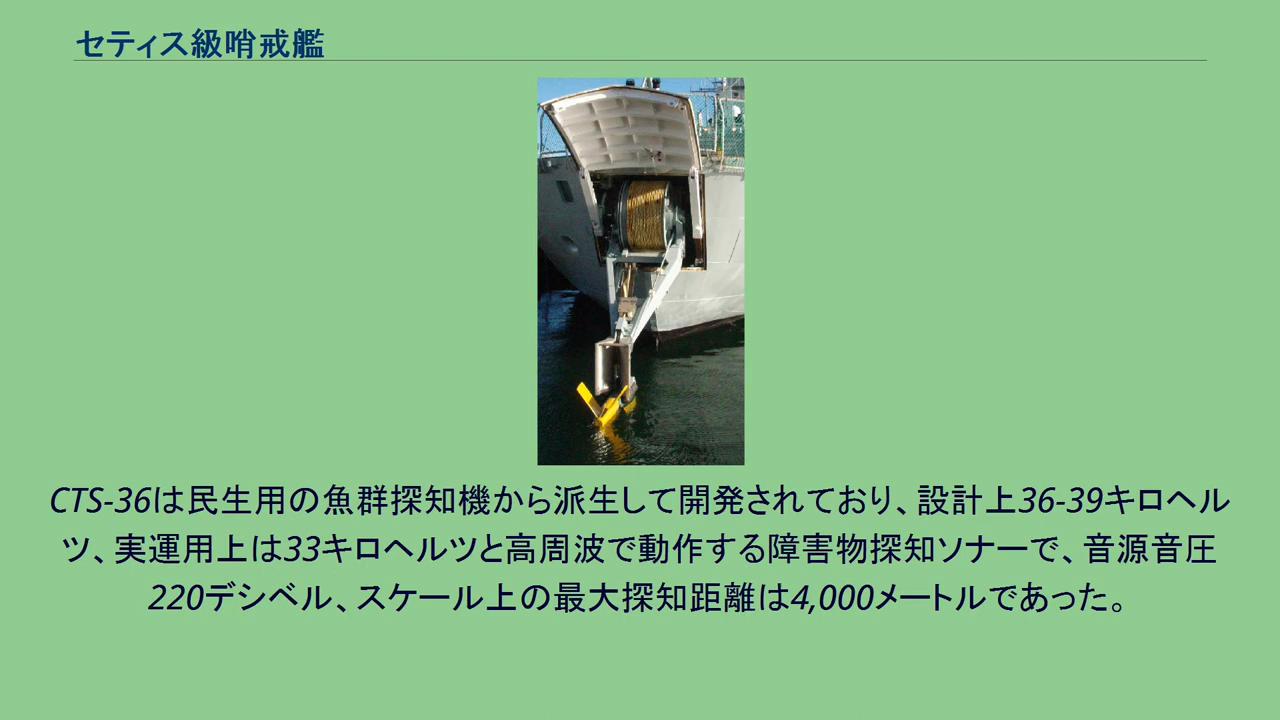 セティス級哨戒艦
CTS-36は民生用の魚群探知機から派生して開発されており、設計上36-39キロヘル
ツ、実運用上は33キロヘルツと高周波で動作する障害物探知ソナーで、音源音圧
220デシベル、スケール上の最大探知距離は4,000メートルであった。